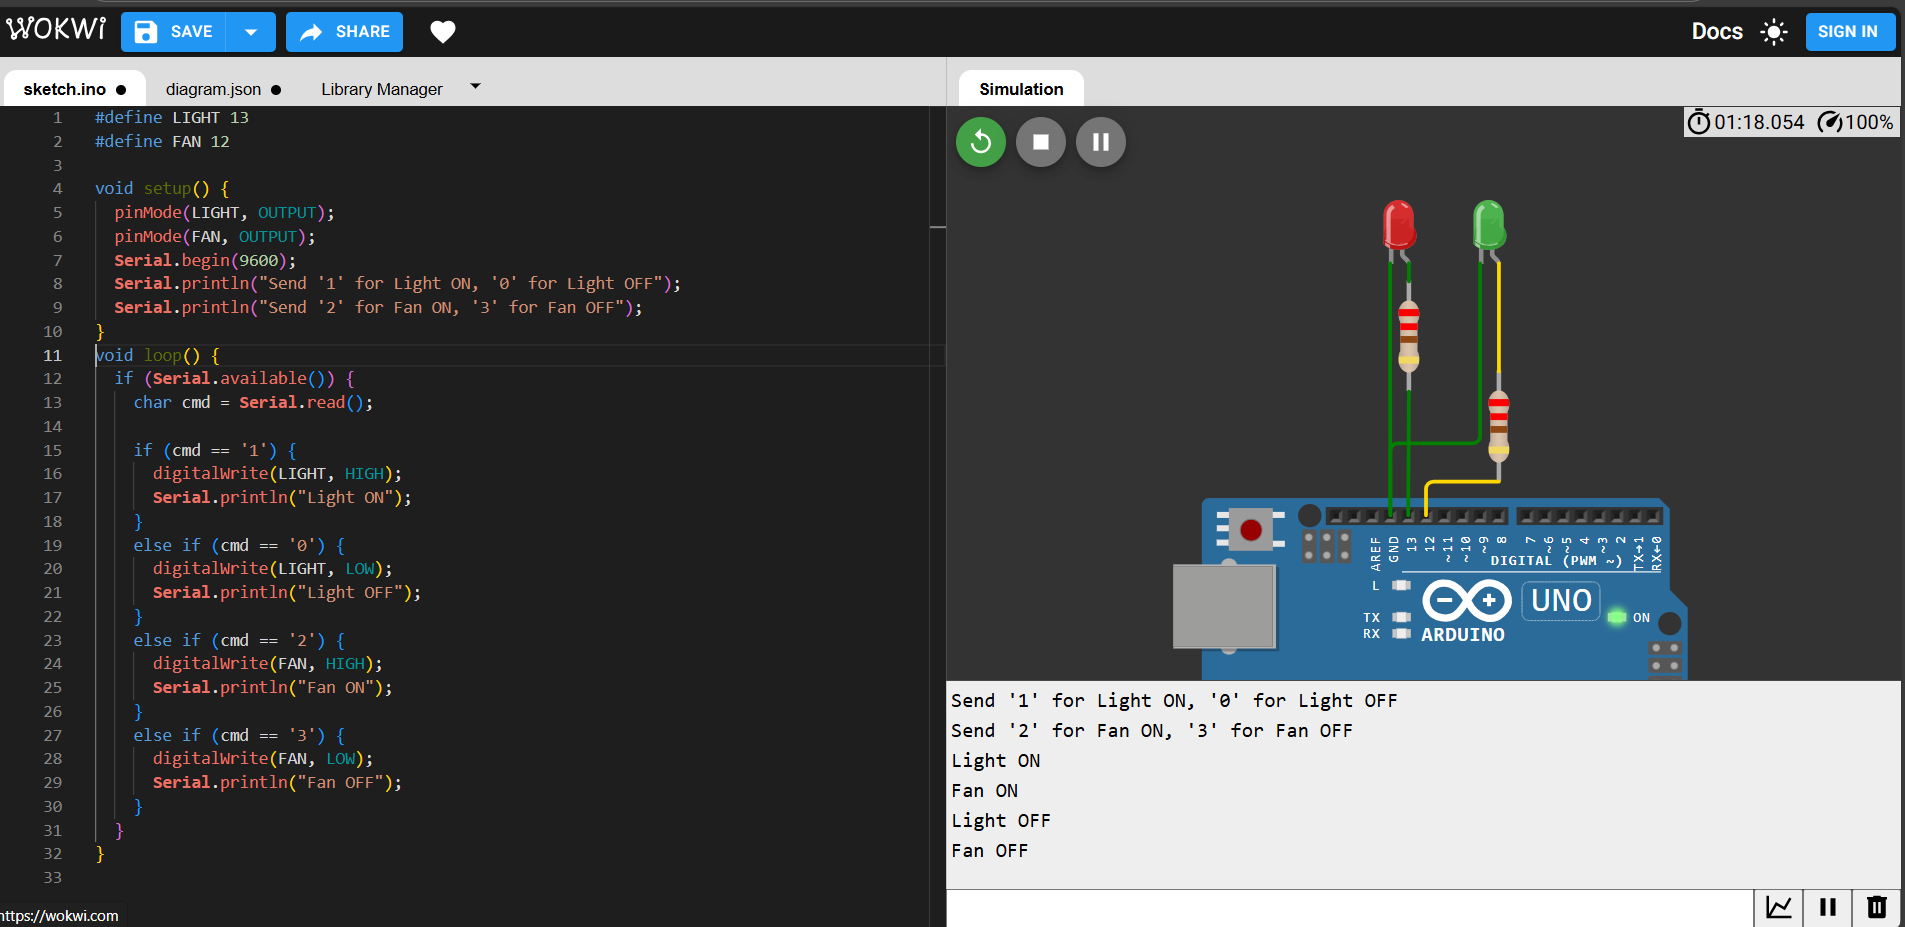 WOKWi SAVE SHARE Docs SIGN IN
sketch.ino diagram.json Library Manager
1 #define LIGHT 13
2 #define FAN 12
3
4 void setup() {
5 pinMode(LIGHT, OUTPUT);
6 pinMode(FAN, OUTPUT);
7 Serial.begin(9600);
8 Serial.println("Send '1' for Light ON, '0' for Light OFF");
9 Serial.println("Send '2' for Fan ON, '3' for Fan OFF");
10 }
11 void loop() {
12 if (Serial.available()) {
13 char cmd = Serial.read();
14
15 if (cmd == '1') {
16 digitalWrite(LIGHT, HIGH);
17 Serial.println("Light ON");
18 }
19 else if (cmd == '0') {
20 digitalWrite(LIGHT, LOW);
21 Serial.println("Light OFF");
22 }
23 else if (cmd == '2') {
24 digitalWrite(FAN, HIGH);
25 Serial.println("Fan ON");
26 }
27 else if (cmd == '3') {
28 digitalWrite(FAN, LOW);
29 Serial.println("Fan OFF");
30 }
31 }
32 }
33
https://wokwi.com
Simulation
01:18.054 100%
AREF GND 13 12 ~11 ~10 ~9 8 7 ~6 ~5 4 ~3 2 TX→1 RX←0
DIGITAL (PWM ~)
L
UNO
TX ON
RX ARDUINO
Send '1' for Light ON, '0' for Light OFF
Send '2' for Fan ON, '3' for Fan OFF
Light ON
Fan ON
Light OFF
Fan OFF